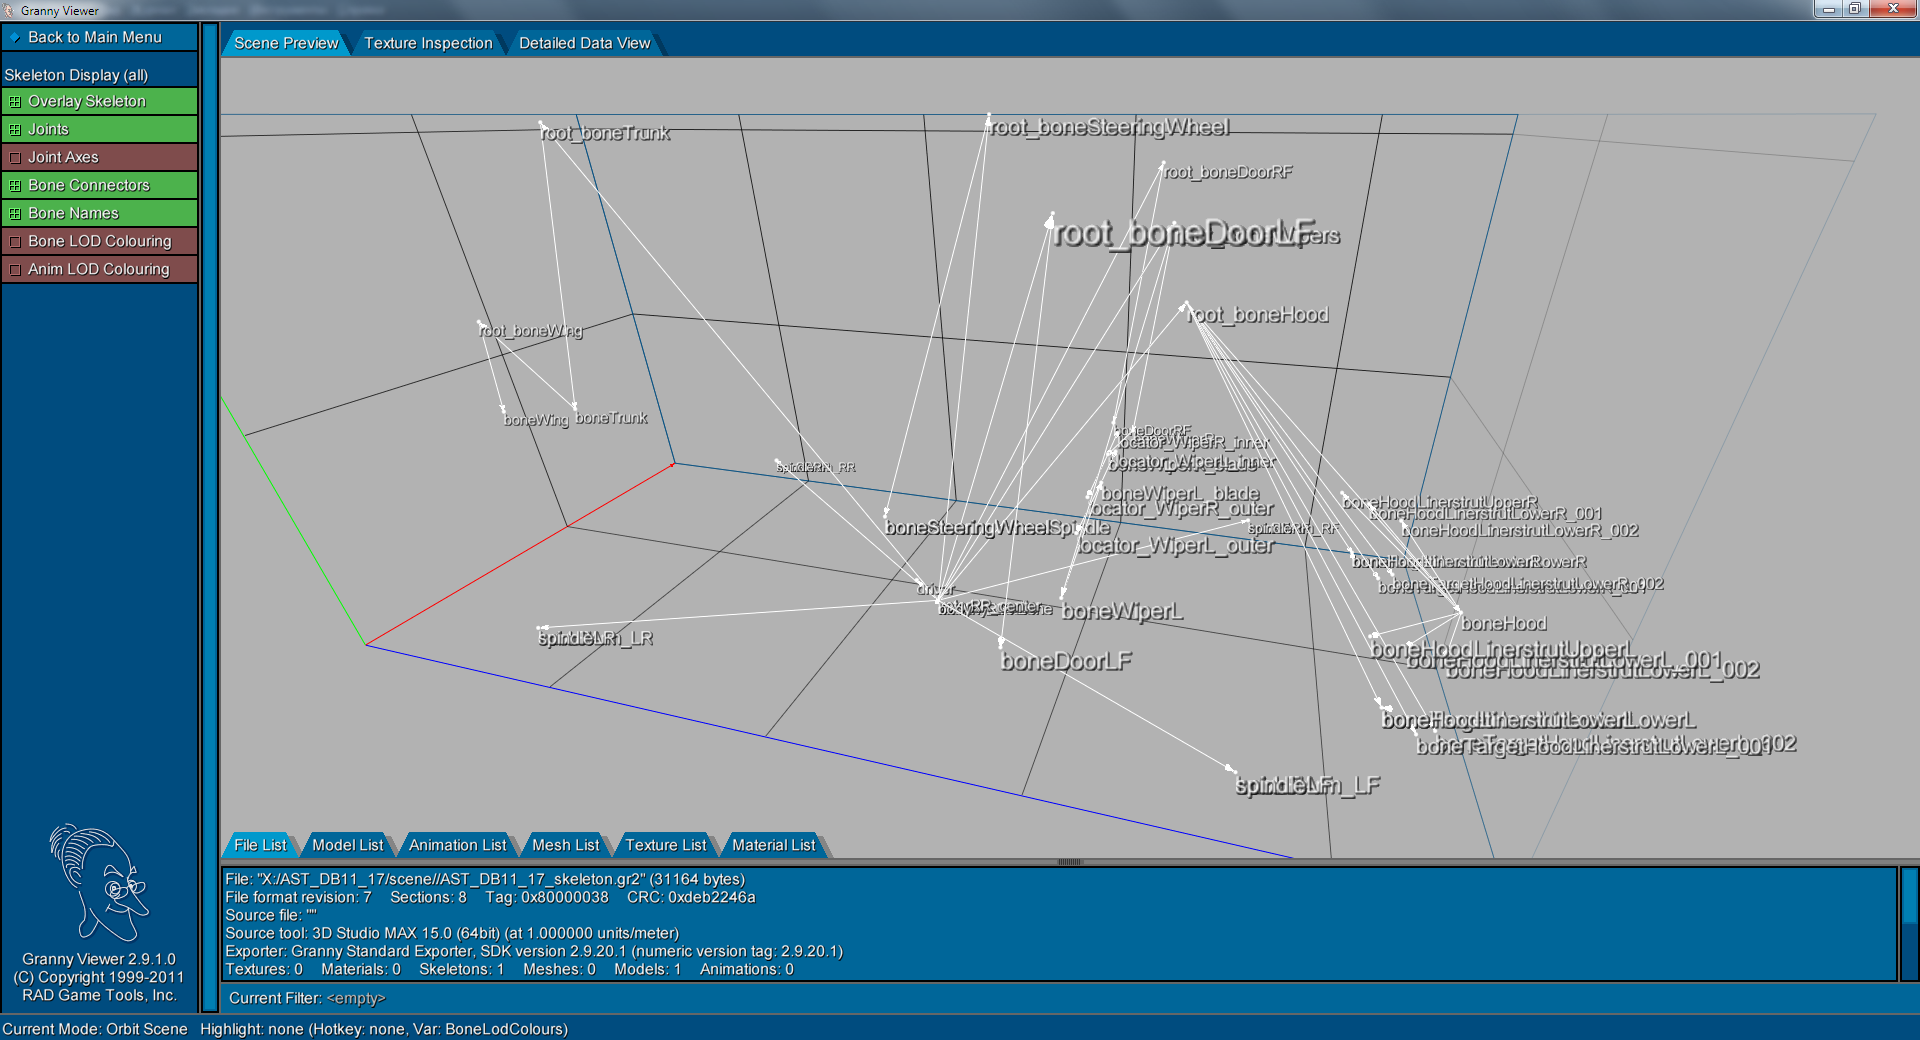 Granny Viewer
Back to Main Menu
Skeleton Display (all)
Overlay Skeleton
Joints
Joint Axes
Bone Connectors
Bone Names
Bone LOD Colouring
Anim LOD Colouring
Granny Viewer 2.9.1.0
(C) Copyright 1999-2011
RAD Game Tools, Inc.
Scene Preview
Texture Inspection
Detailed Data View
root_boneTrunk
root_boneSteeringWheel
root_boneDoorRF
root_boneDoorLF
root_boneHood
root_boneWing
boneWing
boneTrunk
boneDoorRF
locator_WiperR_inner
locator_WiperL_inner
boneWiperL_blade
locator_WiperR_outer
boneSteeringWheelSpindle
locator_WiperL_outer
driver
boneWiperL
boneDoorLF
boneHoodLinerstrutUpperR
boneHoodLinerstrutLowerR_001
boneHoodLinerstrutLowerR_002
boneHood
boneHoodLinerstrutUpperL
boneHoodLinerstrutLowerL_001
boneHoodLinerstrutLowerL_002
boneTargetHoodLinerstrutLowerL_001
File List
Model List
Animation List
Mesh List
Texture List
Material List
File: "X:/AST_DB11_17/scene//AST_DB11_17_skeleton.gr2" (31164 bytes)
File format revision: 7 Sections: 8 Tag: 0x80000038 CRC: 0xdeb2246a
Source file: ""
Source tool: 3D Studio MAX 15.0 (64bit) (at 1.000000 units/meter)
Exporter: Granny Standard Exporter, SDK version 2.9.20.1 (numeric version tag: 2.9.20.1)
Textures: 0 Materials: 0 Skeletons: 1 Meshes: 0 Models: 1 Animations: 0
Current Filter: <empty>
Current Mode: Orbit Scene Highlight: none (Hotkey: none, Var: BoneLodColours)